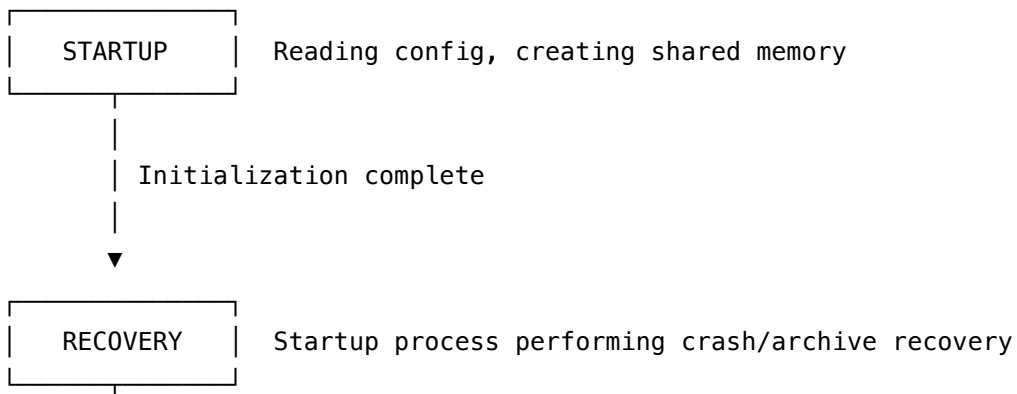 STARTUP Reading config, creating shared memory
Initialization complete
RECOVERY Startup process performing crash/archive recovery